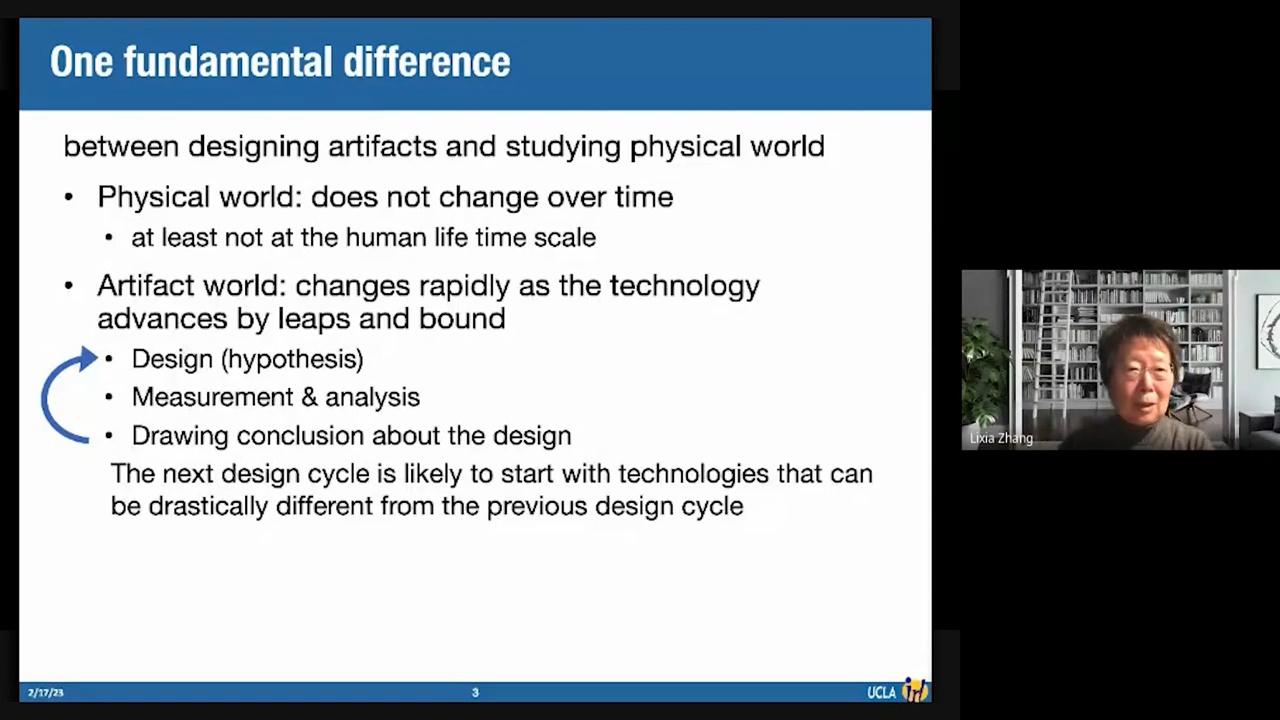 One fundamental difference
between designing artifacts and studying physical world
• Physical world: does not change over time
• at least not at the human life time scale
• Artifact world: changes rapidly as the technology
advances by leaps and bound
• Design (hypothesis)
• Measurement & analysis
• Drawing conclusion about the design
The next design cycle is likely to start with technologies that can
be drastically different from the previous design cycle
2/17/23
3
UCLA irl
Lixia Zhang